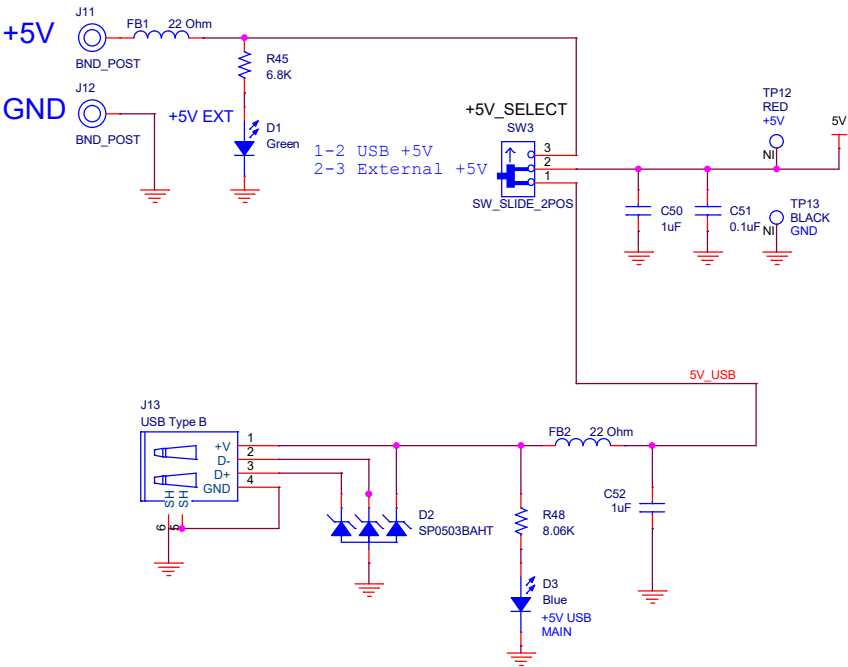 J11
+5V
FB1 22 Ohm
BND_POST
R45
6.8K
J12
GND
BND_POST
+5V EXT
D1
Green
1-2 USB +5V
2-3 External +5V
+5V_SELECT
SW3
3
2
1
SW_SLIDE_2POS
TP12
RED
+5V
NI
5V
C50
1uF
C51
0.1uF
TP13
BLACK
GND
NI
5V_USB
J13
USB Type B
+V
D-
D+
GND
1
2
3
4
SH
SH
6
5
D2
SP0503BAHT
FB2 22 Ohm
R48
8.06K
C52
1uF
D3
Blue
+5V USB
MAIN